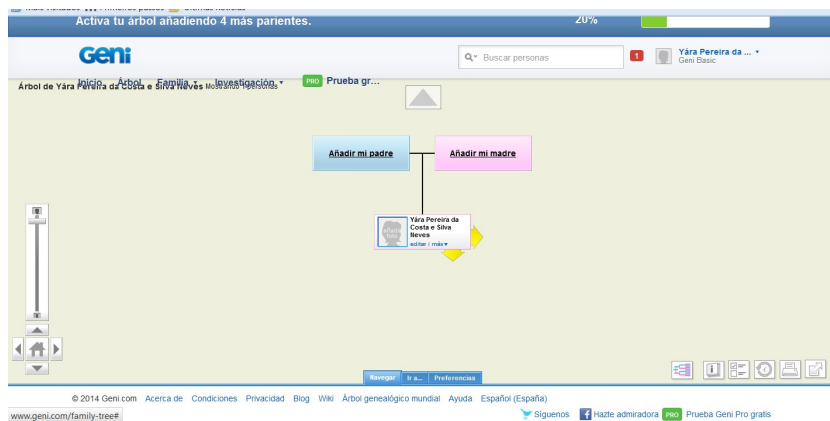 Activa tu árbol añadiendo 4 más parientes. 20%
Geni
Buscar personas
1
Yára Pereira da ...
Geni Basic
Inicio Árbol Familia Investigación PRO Prueba gr...
Árbol de Yára Pereira da Costa e Silva Neves
Añadir mi padre
Añadir mi madre
añadir foto
Yára Pereira da
Costa e Silva
Neves
editar / más
Navegar Ir a... Preferencias
© 2014 Geni.com Acerca de Condiciones Privacidad Blog Wiki Árbol genealógico mundial Ayuda Español (España)
www.geni.com/family-tree#
Síguenos Hazte admiradora PRO Prueba Geni Pro gratis